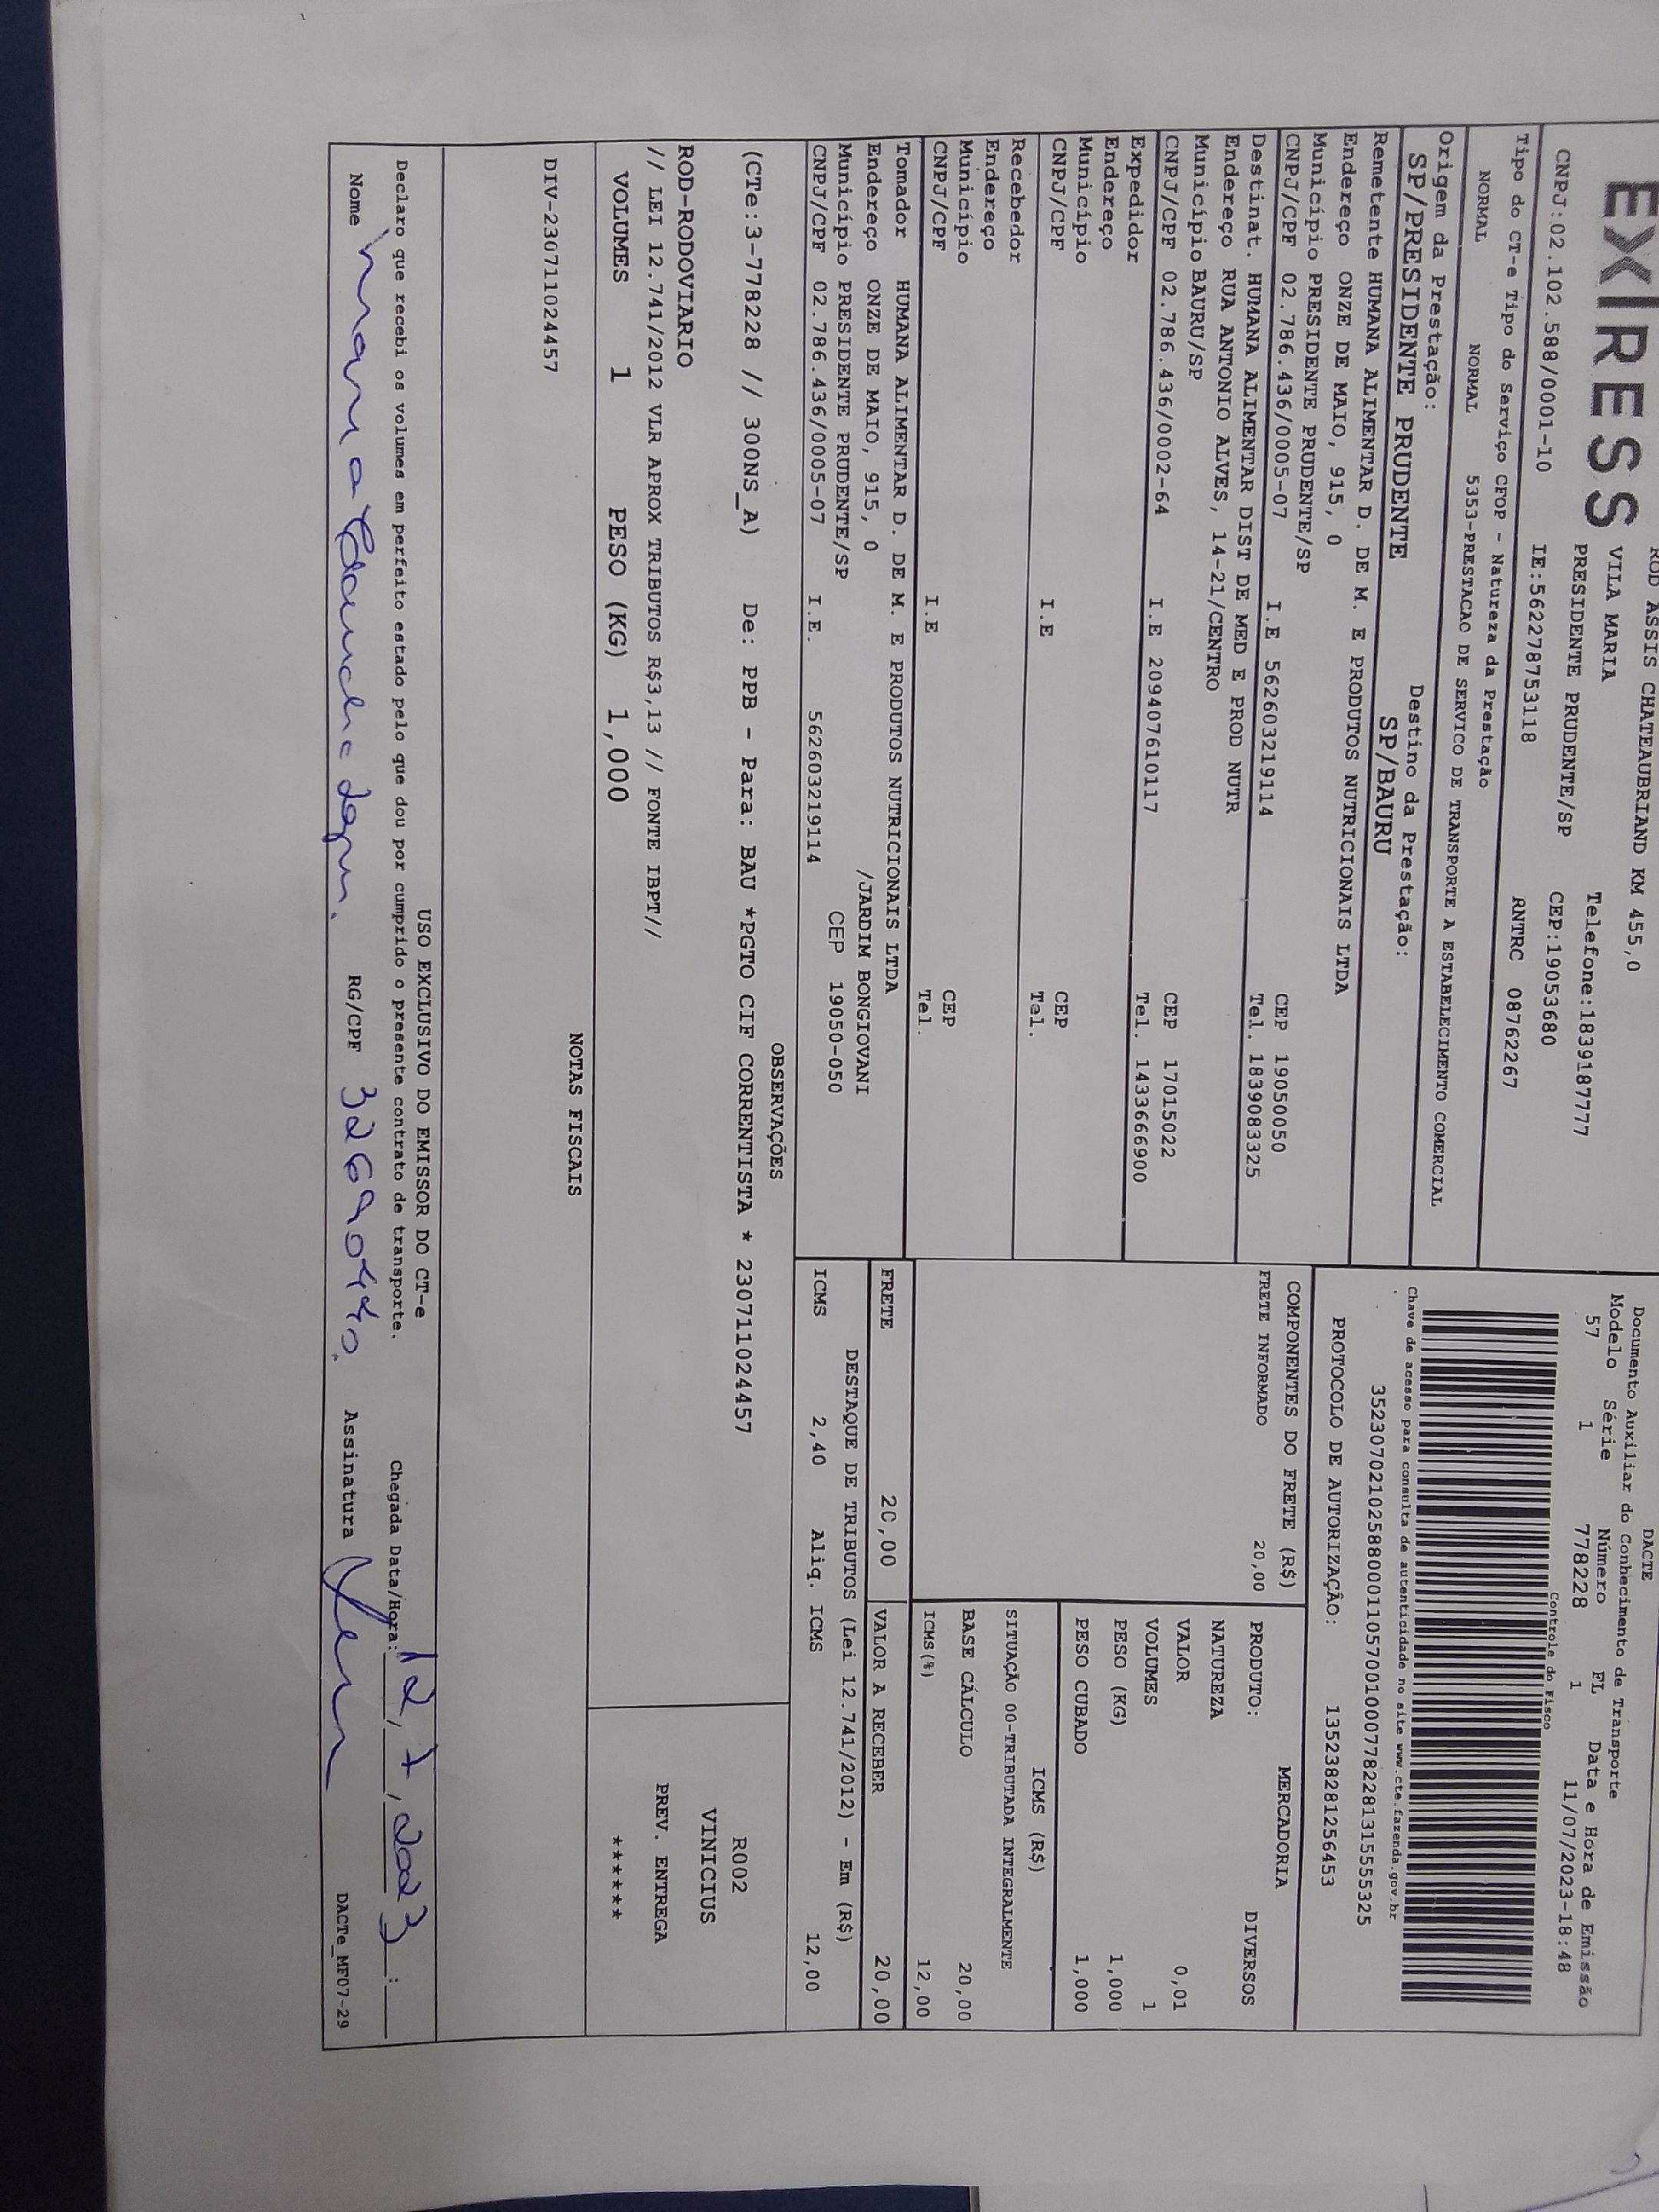 EXPRESS
ROD ASSIS CHATEAUBRIAND KM 455,0
VILA MARIA
Telefone:1839187777
PRESIDENTE PRUDENTE/SP
CEP:19053680
CNPJ:02.102.588/0001-10
IE:562278753118
RNTRC 08762267
Tipo do CT-e Tipo do Serviço CFOP - Natureza da Prestação
NORMAL NORMAL 5353-PRESTACAO DE SERVICO DE TRANSPORTE A ESTABELECIMENTO COMERCIAL
Origem da Prestação: Destino da Prestação:
SP/PRESIDENTE PRUDENTE SP/BAURU
Remetente HUMANA ALIMENTAR D. DE M. E PRODUTOS NUTRICIONAIS LTDA
Endereço ONZE DE MAIO, 915, 0
Município PRESIDENTE PRUDENTE/SP CEP 19050050
CNPJ/CPF 02.786.436/0005-07 I.E 562603219114 Tel. 1839083325
Destinat. HUMANA ALIMENTAR DIST DE MED E PROD NUTR
Endereço RUA ANTONIO ALVES, 14-21/CENTRO
Município BAURU/SP CEP 17015022
CNPJ/CPF 02.786.436/0002-64 I.E 209407610117 Tel. 1433666900
Expedidor
Endereço
Município CEP
CNPJ/CPF I.E Tel.
Recebedor
Endereço
Município CEP
CNPJ/CPF I.E Tel.
Tomador HUMANA ALIMENTAR D. DE M. E PRODUTOS NUTRICIONAIS LTDA
Endereço ONZE DE MAIO, 915, 0 /JARDIM BONGIOVANI
Município PRESIDENTE PRUDENTE/SP CEP 19050-050
CNPJ/CPF 02.786.436/0005-07 I.E. 562603219114
DACTE
Documento Auxiliar do Conhecimento de Transporte
Modelo Série Número FL Data e Hora de Emissão
57 1 778228 1 11/07/2023-18:48
Controle do Fisco
Chave de acesso para consulta de autenticidade no site www.cte.fazenda.gov.br
35230702102588000110570010007782281315555325
PROTOCOLO DE AUTORIZAÇÃO: 135238281256453
COMPONENTES DO FRETE (R$)
FRETE INFORMADO 20,00
MERCADORIA
PRODUTO: DIVERSOS
NATUREZA
VALOR 0,01
VOLUMES 1
PESO (KG) 1,000
PESO CUBADO 1,000
ICMS (R$)
SITUAÇÃO 00-TRIBUTADA INTEGRALMENTE
BASE CÁLCULO 20,00
ICMS(%) 12,00
FRETE 20,00 VALOR A RECEBER 20,00
DESTAQUE DE TRIBUTOS (Lei 12.741/2012) - Em (R$)
ICMS 2,40 Aliq. ICMS 12,00
OBSERVAÇÕES
(CTe:3-778228 // 300NS_A) De: PPB - Para: BAU *PGTO CIF CORRENTISTA * 230711024457
ROD-RODOVIARIO
// LEI 12.741/2012 VLR APROX TRIBUTOS R$3,13 // FONTE IBPT//
R002
VINICIUS
PREV. ENTREGA
******
VOLUMES 1 PESO (KG) 1,000
NOTAS FISCAIS
DIV-230711024457
USO EXCLUSIVO DO EMISSOR DO CT-e
Declaro que recebi os volumes em perfeito estado pelo que dou por cumprido o presente contrato de transporte. Chegada Data/Hora: 12, 7, 2023 :
Nome RG/CPF Assinatura DACTe_MF07-29